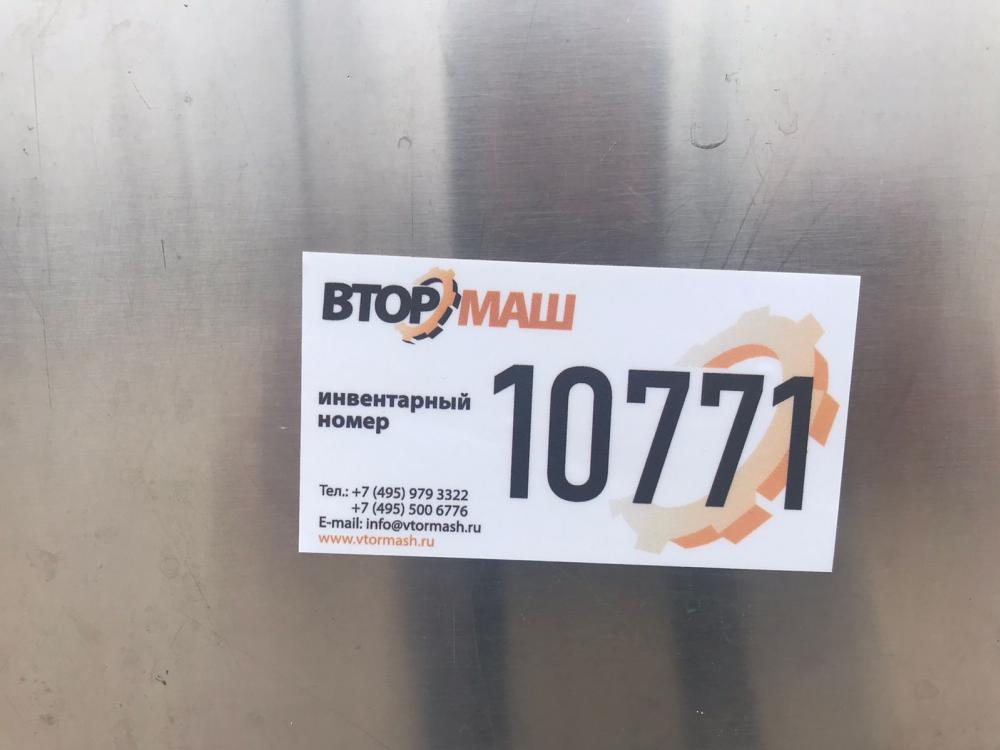 ВТОРМАШ
инвентарный
номер
10771
Тел.: +7 (495) 979 3322
+7 (495) 500 6776
E-mail: info@vtormash.ru
www.vtormash.ru